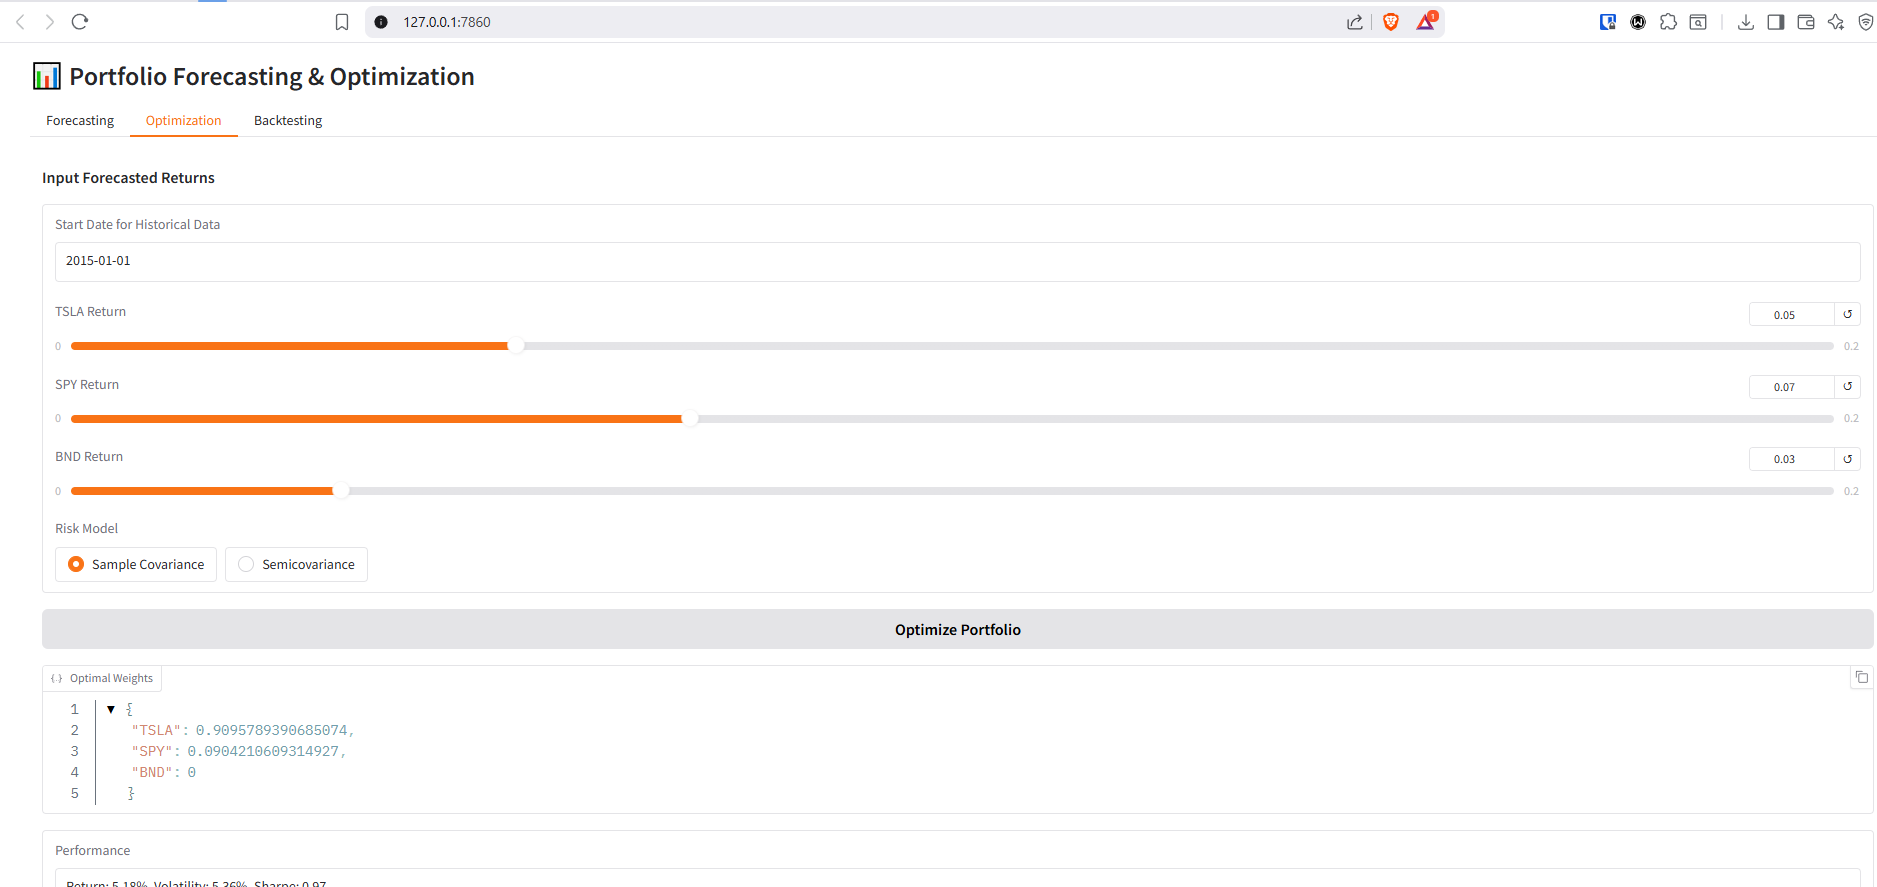 127.0.0.1:7860
1
Portfolio Forecasting & Optimization
Forecasting Optimization Backtesting
Input Forecasted Returns
Start Date for Historical Data
2015-01-01
TSLA Return 0.05 ↺
0 0.2
SPY Return 0.07 ↺
0 0.2
BND Return 0.03 ↺
0 0.2
Risk Model
Sample Covariance Semicovariance
Optimize Portfolio
{.} Optimal Weights
1 ▼ {
2 "TSLA": 0.9095789390685074,
3 "SPY": 0.0904210609314927,
4 "BND": 0
5 }
Performance
Return: 5.18%, Volatility: 5.36%, Sharpe: 0.97